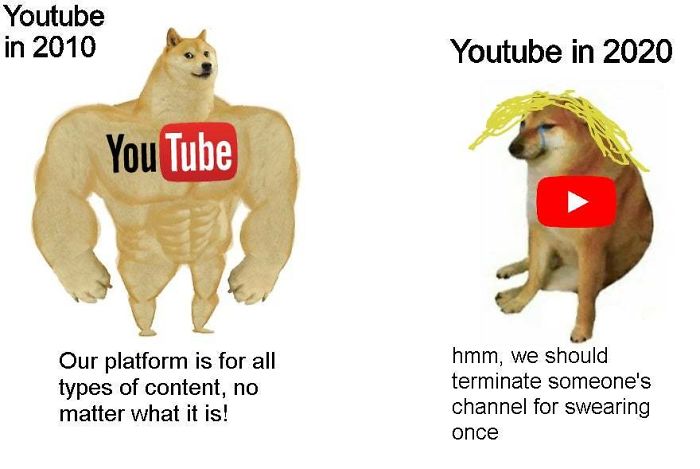 Youtube
in 2010
YouTube
Our platform is for all
types of content, no
matter what it is!
Youtube in 2020
hmm, we should
terminate someone's
channel for swearing
once